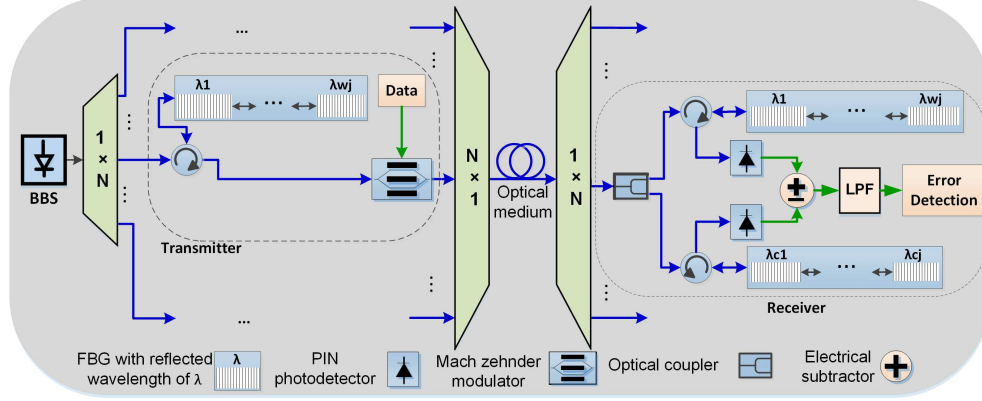 ...
...
λ1
...
λwj
Data
λ1
...
λwj
BBS
1 × N
N × 1
Optical
medium
1 × N
LPF
Error
Detection
Transmitter
λc1
...
λcj
Receiver
...
...
FBG with reflected
wavelength of λ
λ
PIN
photodetector
Mach zehnder
modulator
Optical coupler
Electrical
subtractor